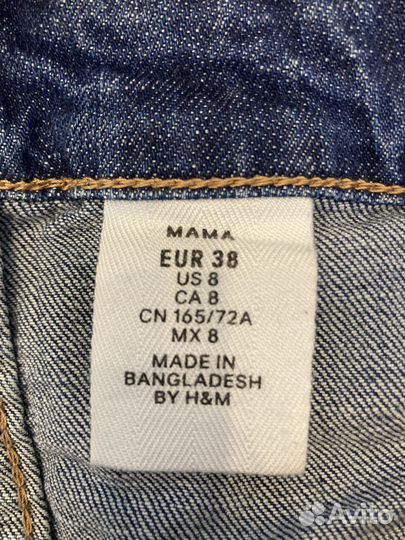 MAMA
EUR 38
US 8
CA 8
CN 165/72A
MX 8
MADE IN
BANGLADESH
BY H&M
Avito